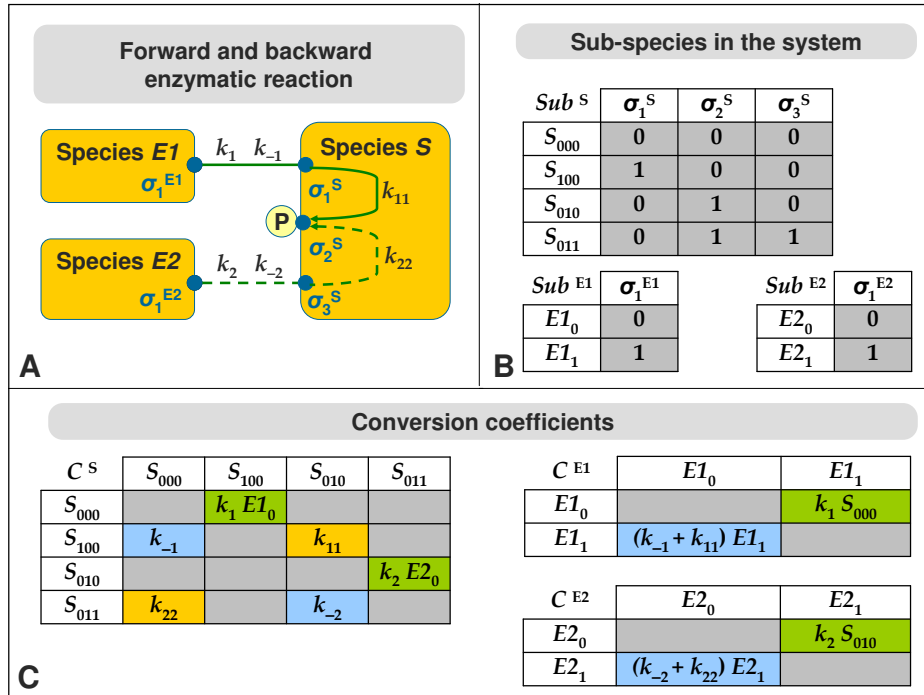 Forward and backward
enzymatic reaction
Species E1
σ₁ᴱ¹
k₁ k₋₁
Species S
σ₁ˢ
k₁₁
P
σ₂ˢ
k₂₂
Species E2
σ₁ᴱ²
k₂ k₋₂
σ₃ˢ
A
Sub-species in the system
Sub ˢ σ₁ˢ σ₂ˢ σ₃ˢ
S₀₀₀ 0 0 0
S₁₀₀ 1 0 0
S₀₁₀ 0 1 0
S₀₁₁ 0 1 1
Sub ᴱ¹ σ₁ᴱ¹
E1₀ 0
E1₁ 1
Sub ᴱ² σ₁ᴱ²
E2₀ 0
E2₁ 1
B
Conversion coefficients
C ˢ S₀₀₀ S₁₀₀ S₀₁₀ S₀₁₁
S₀₀₀ k₁ E1₀
S₁₀₀ k₋₁ k₁₁
S₀₁₀ k₂ E2₀
S₀₁₁ k₂₂ k₋₂
C ᴱ¹ E1₀ E1₁
E1₀ k₁ S₀₀₀
E1₁ (k₋₁ + k₁₁) E1₁
C ᴱ² E2₀ E2₁
E2₀ k₂ S₀₁₀
E2₁ (k₋₂ + k₂₂) E2₁
C